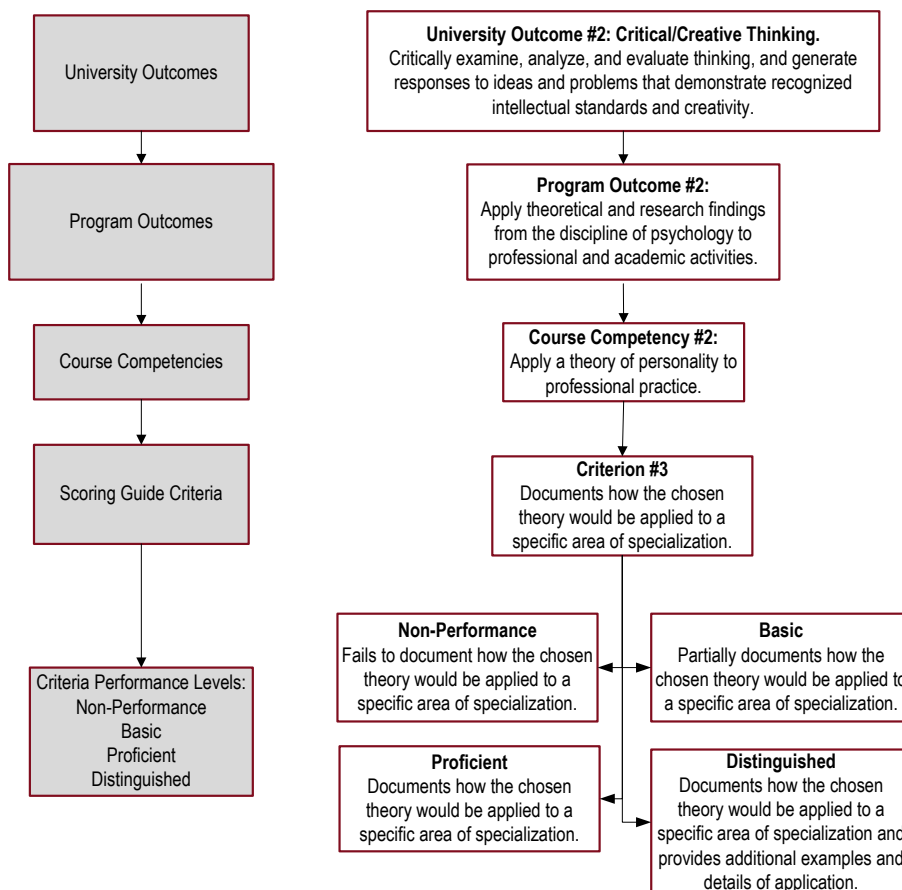 University Outcomes
Program Outcomes
Course Competencies
Scoring Guide Criteria
Criteria Performance Levels:
Non-Performance
Basic
Proficient
Distinguished
University Outcome #2: Critical/Creative Thinking.
Critically examine, analyze, and evaluate thinking, and generate
responses to ideas and problems that demonstrate recognized
intellectual standards and creativity.
Program Outcome #2:
Apply theoretical and research findings
from the discipline of psychology to
professional and academic activities.
Course Competency #2:
Apply a theory of personality to
professional practice.
Criterion #3
Documents how the chosen
theory would be applied to a
specific area of specialization.
Non-Performance
Fails to document how the chosen
theory would be applied to a
specific area of specialization.
Basic
Partially documents how the
chosen theory would be applied to
a specific area of specialization.
Proficient
Documents how the chosen
theory would be applied to a
specific area of specialization.
Distinguished
Documents how the chosen
theory would be applied to a
specific area of specialization and
provides additional examples and
details of application.